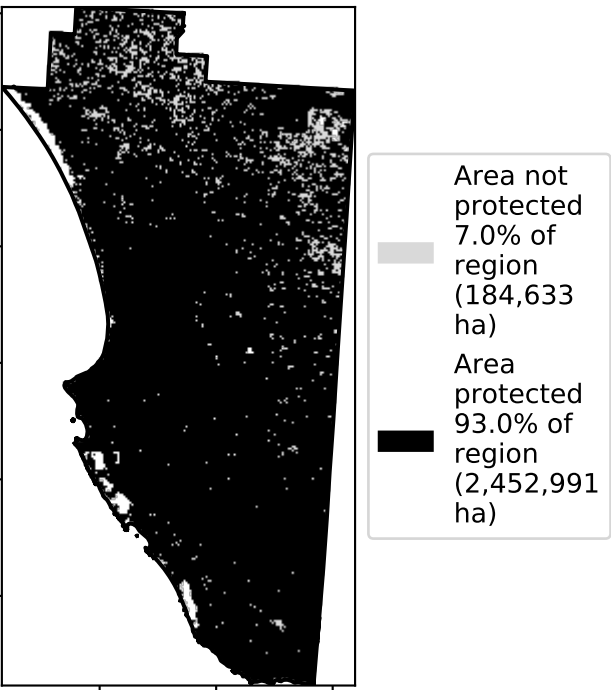 Area not
protected
7.0% of
region
(184,633
ha)
Area
protected
93.0% of
region
(2,452,991
ha)